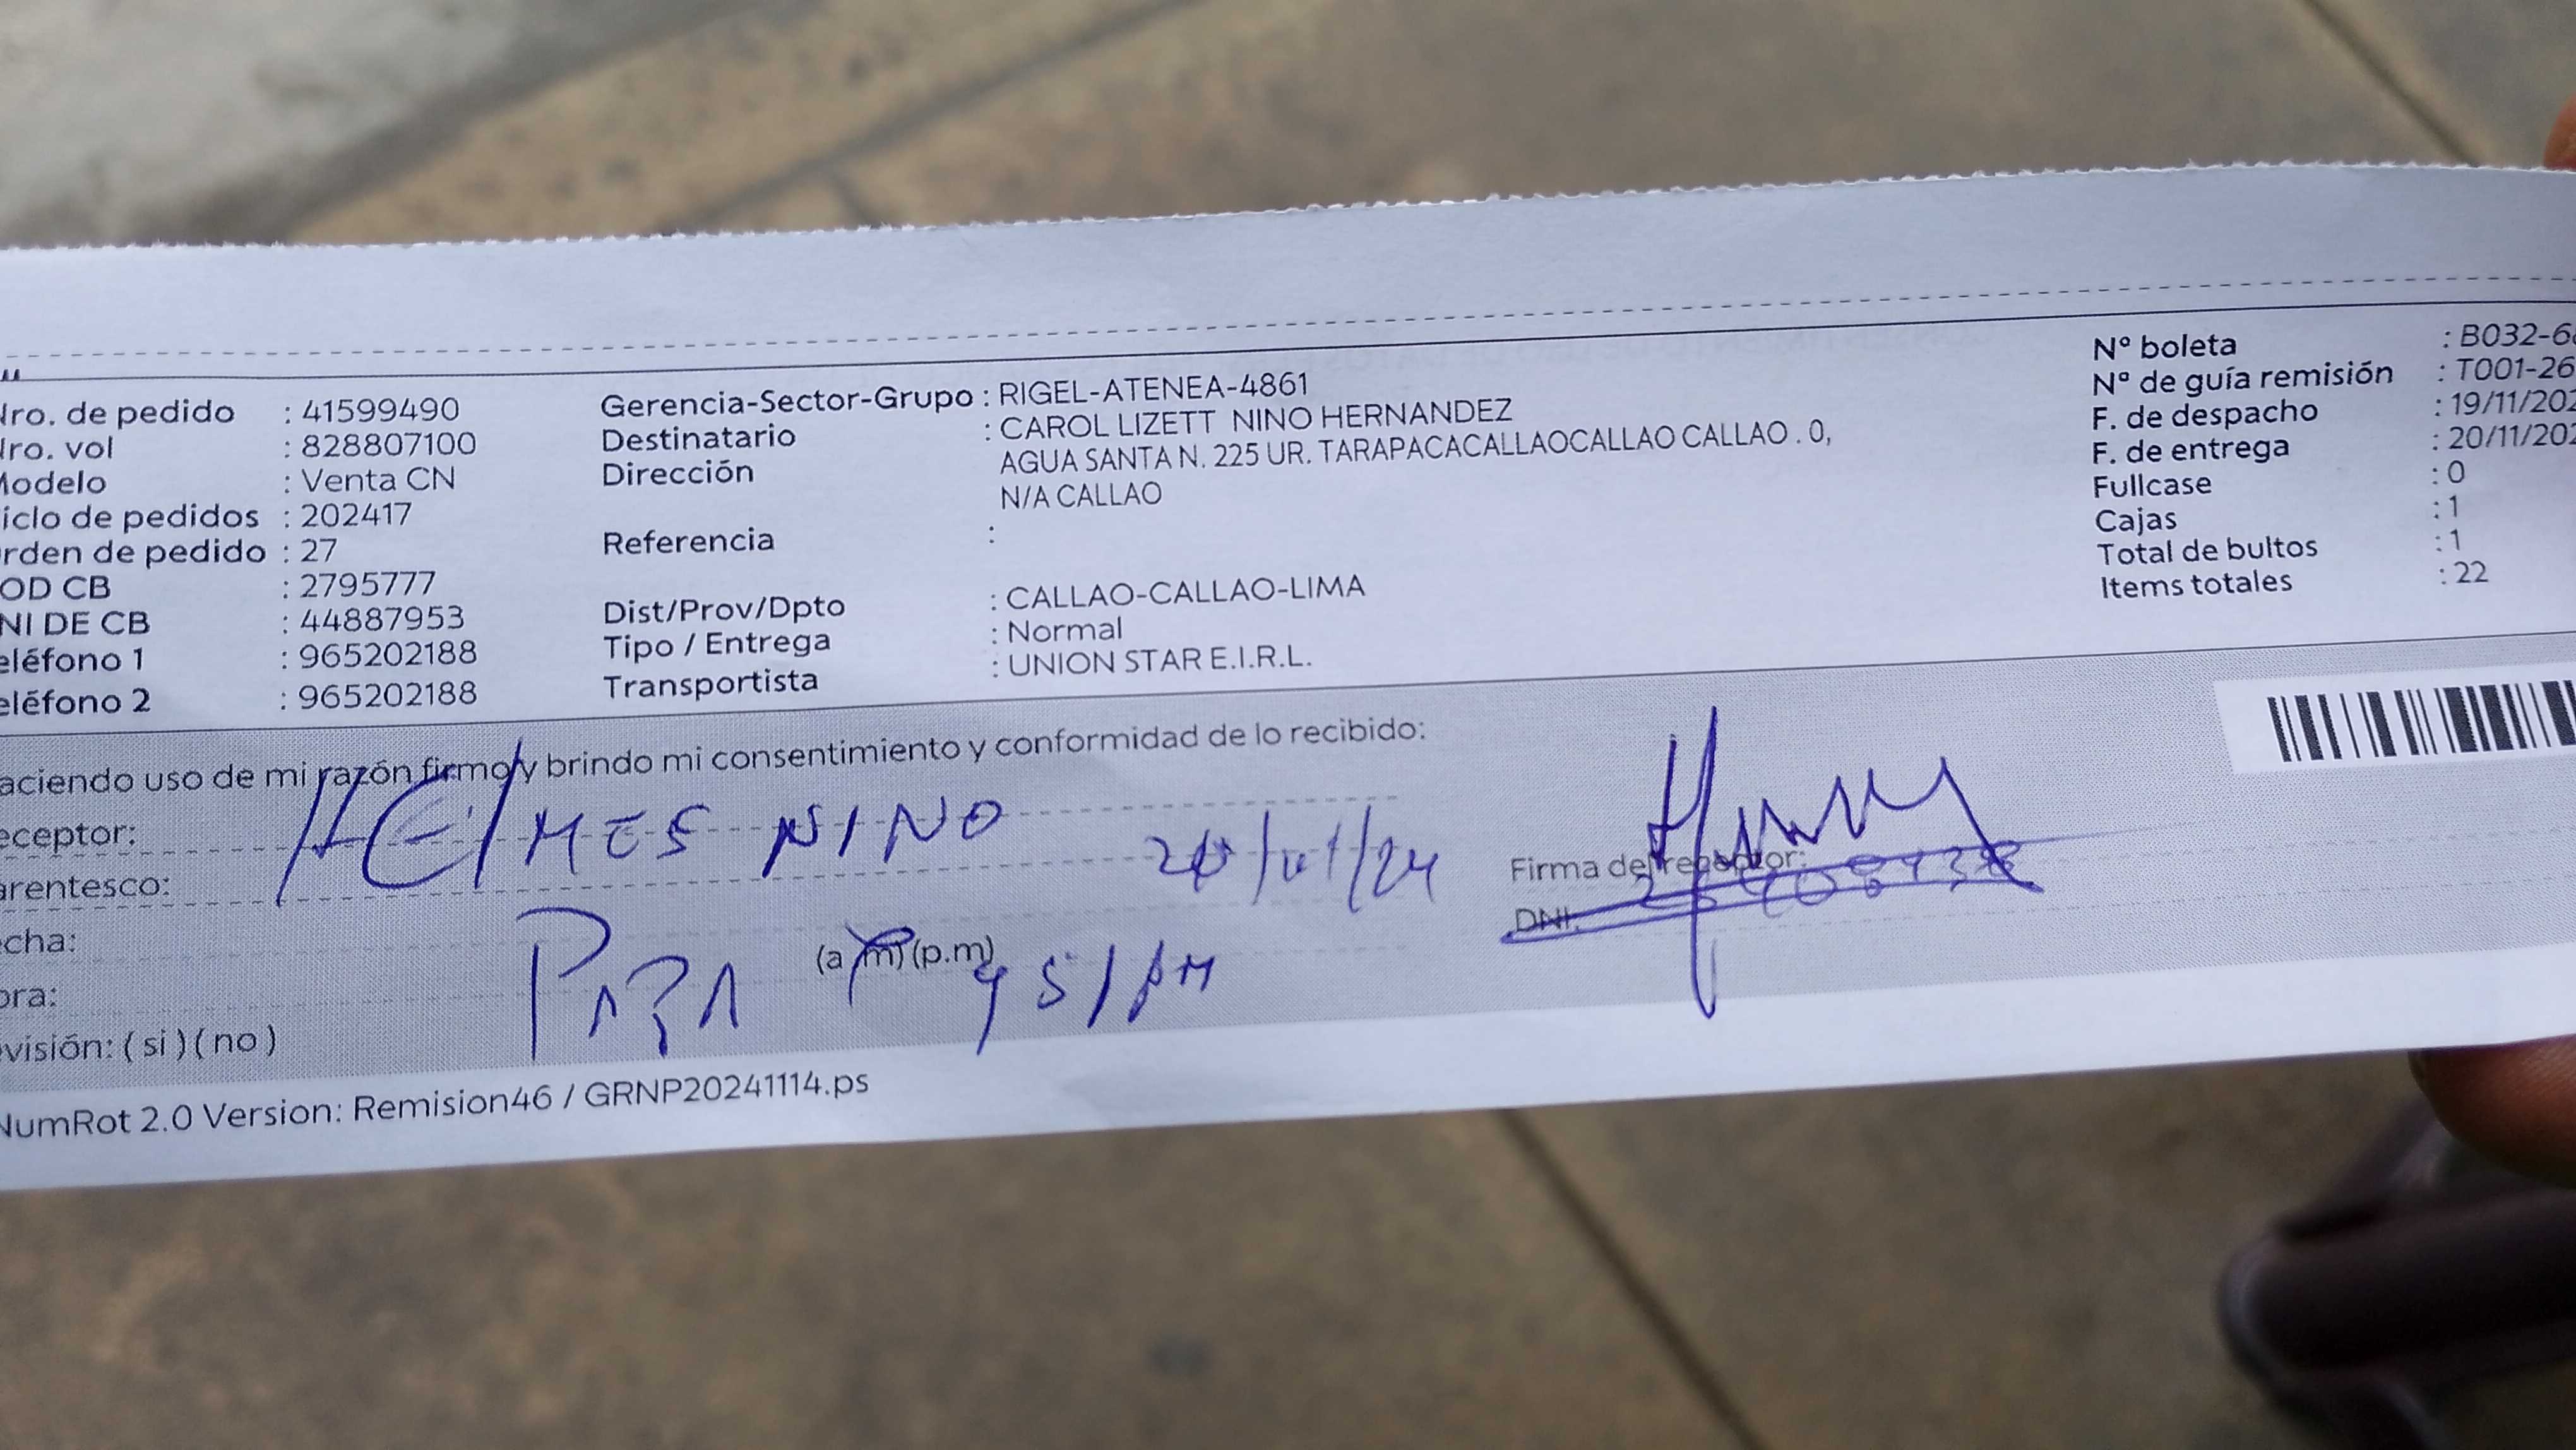 Nro. de pedido : 41599490
Nro. vol : 828807100
Modelo : Venta CN
iclo de pedidos : 202417
rden de pedido : 27
OD CB : 2795777
NI DE CB : 44887953
eléfono 1 : 965202188
eléfono 2 : 965202188
Gerencia-Sector-Grupo : RIGEL-ATENEA-4861
Destinatario : CAROL LIZETT NINO HERNANDEZ
Dirección AGUA SANTA N. 225 UR. TARAPACACALLAOCALLAO CALLAO . 0,
N/A CALLAO
Referencia :
Dist/Prov/Dpto : CALLAO-CALLAO-LIMA
Tipo / Entrega : Normal
Transportista : UNION STAR E.I.R.L.
N° boleta : B032-6
N° de guía remisión : T001-26
F. de despacho : 19/11/202
F. de entrega : 20/11/202
Fullcase : 0
Cajas : 1
Total de bultos : 1
Items totales : 22
aciendo uso de mi razón firmo y brindo mi consentimiento y conformidad de lo recibido:
eceptor: HERMES NINO
arentesco:
echa: /24
ora: (a.m) (p.m)
PAPA
visión: ( si ) ( no )
Firma del receptor:
DNI:
NumRot 2.0 Version: Remision46 / GRNP20241114.ps